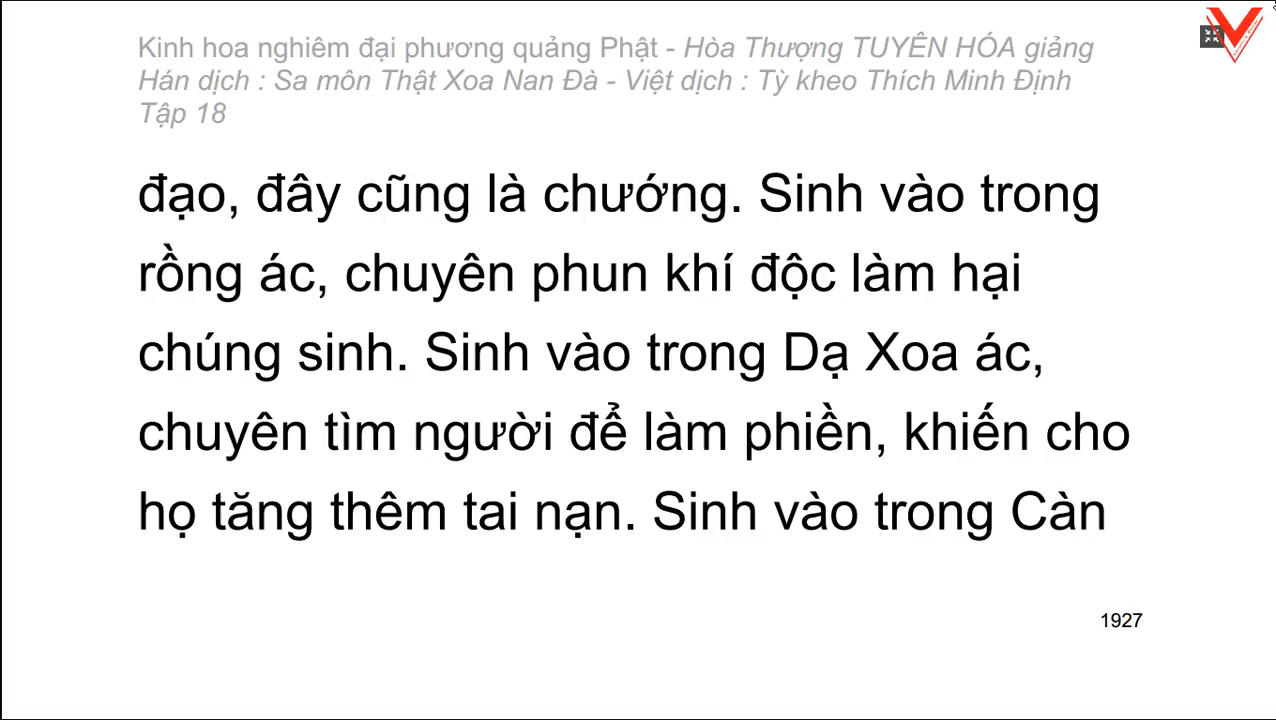 Kinh hoa nghiêm đại phương quảng Phật - Hòa Thượng TUYÊN HÓA giảng
Hán dịch : Sa môn Thật Xoa Nan Đà - Việt dịch : Tỳ kheo Thích Minh Định
Tập 18
đạo, đây cũng là chướng. Sinh vào trong
rồng ác, chuyên phun khí độc làm hại
chúng sinh. Sinh vào trong Dạ Xoa ác,
chuyên tìm người để làm phiền, khiến cho
họ tăng thêm tai nạn. Sinh vào trong Càn
1927